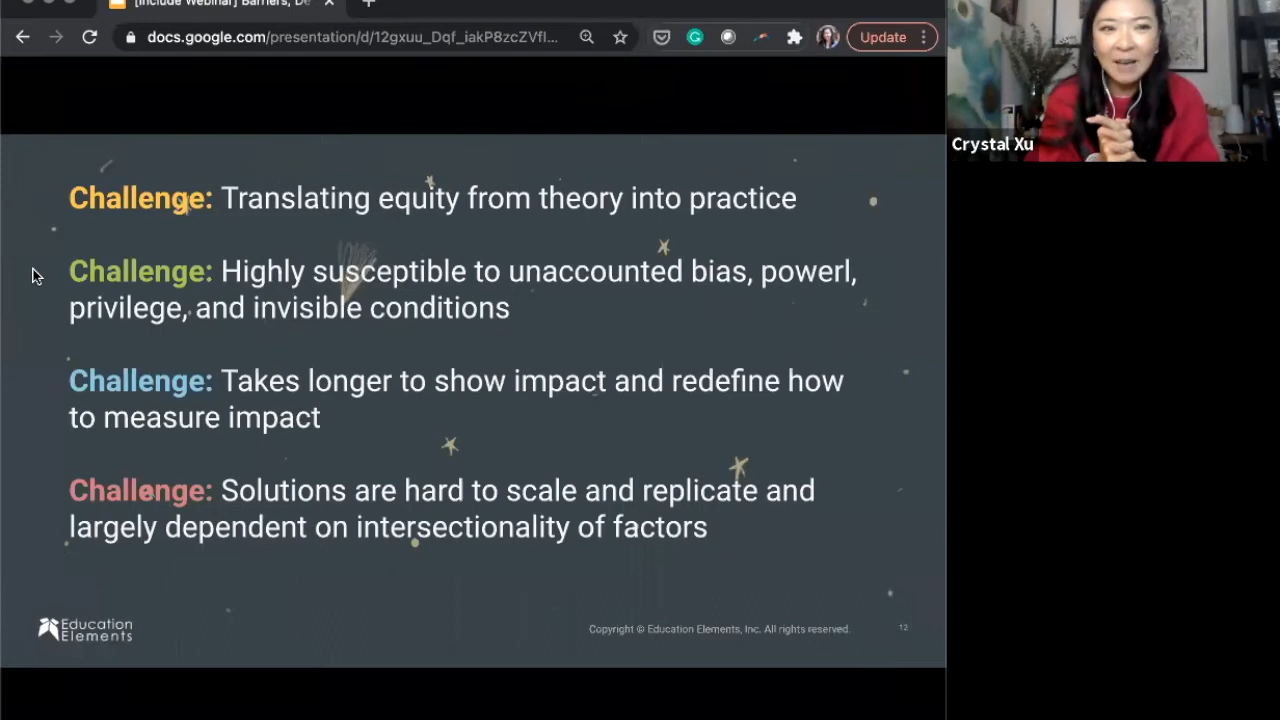 [Include Webinar] Barriers, De
Update
docs.google.com/presentation/d/12gxuu_Dqf_iakP8zcZVfI...
Crystal Xu
Challenge: Translating equity from theory into practice
Challenge: Highly susceptible to unaccounted bias, powerl,
privilege, and invisible conditions
Challenge: Takes longer to show impact and redefine how
to measure impact
Challenge: Solutions are hard to scale and replicate and
largely dependent on intersectionality of factors
Education
Elements
Copyright © Education Elements, Inc. All rights reserved.
12